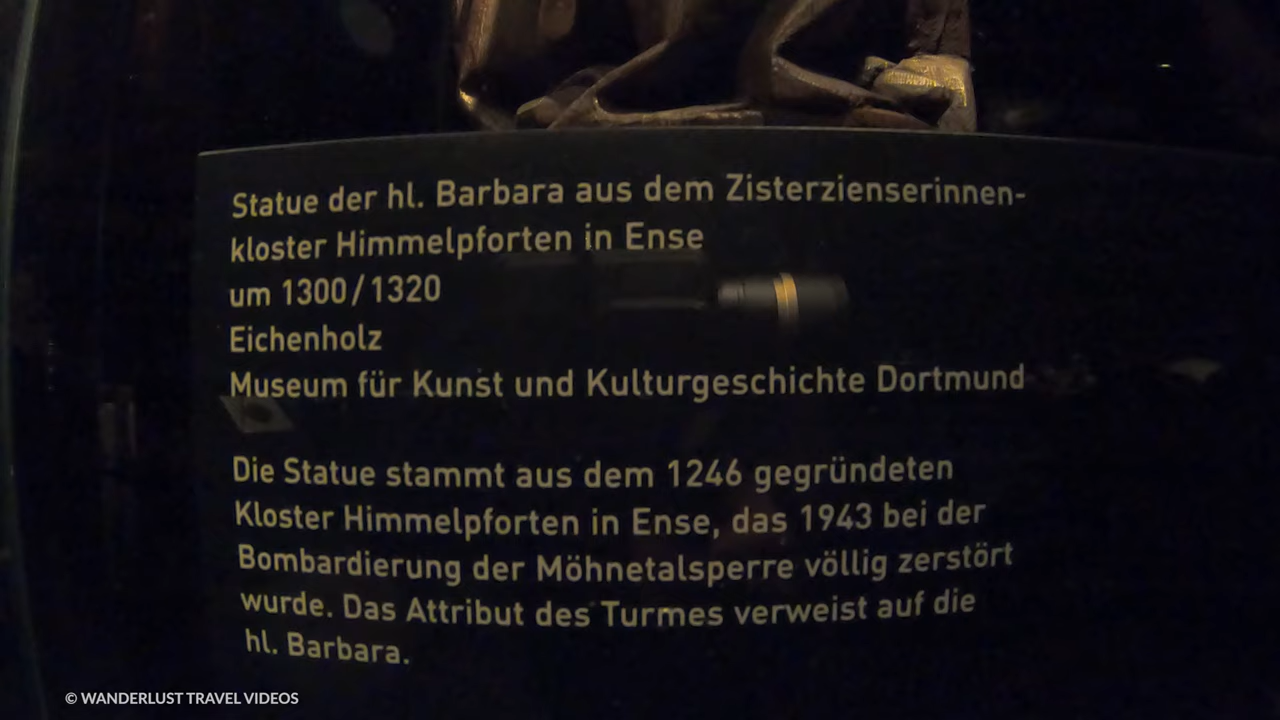 Statue der hl. Barbara aus dem Zisterzienserinnen-
kloster Himmelpforten in Ense
um 1300/1320
Eichenholz
Museum für Kunst und Kulturgeschichte Dortmund
Die Statue stammt aus dem 1246 gegründeten
Kloster Himmelpforten in Ense, das 1943 bei der
Bombardierung der Möhnetalsperre völlig zerstört
wurde. Das Attribut des Turmes verweist auf die
hl. Barbara.
© WANDERLUST TRAVEL VIDEOS